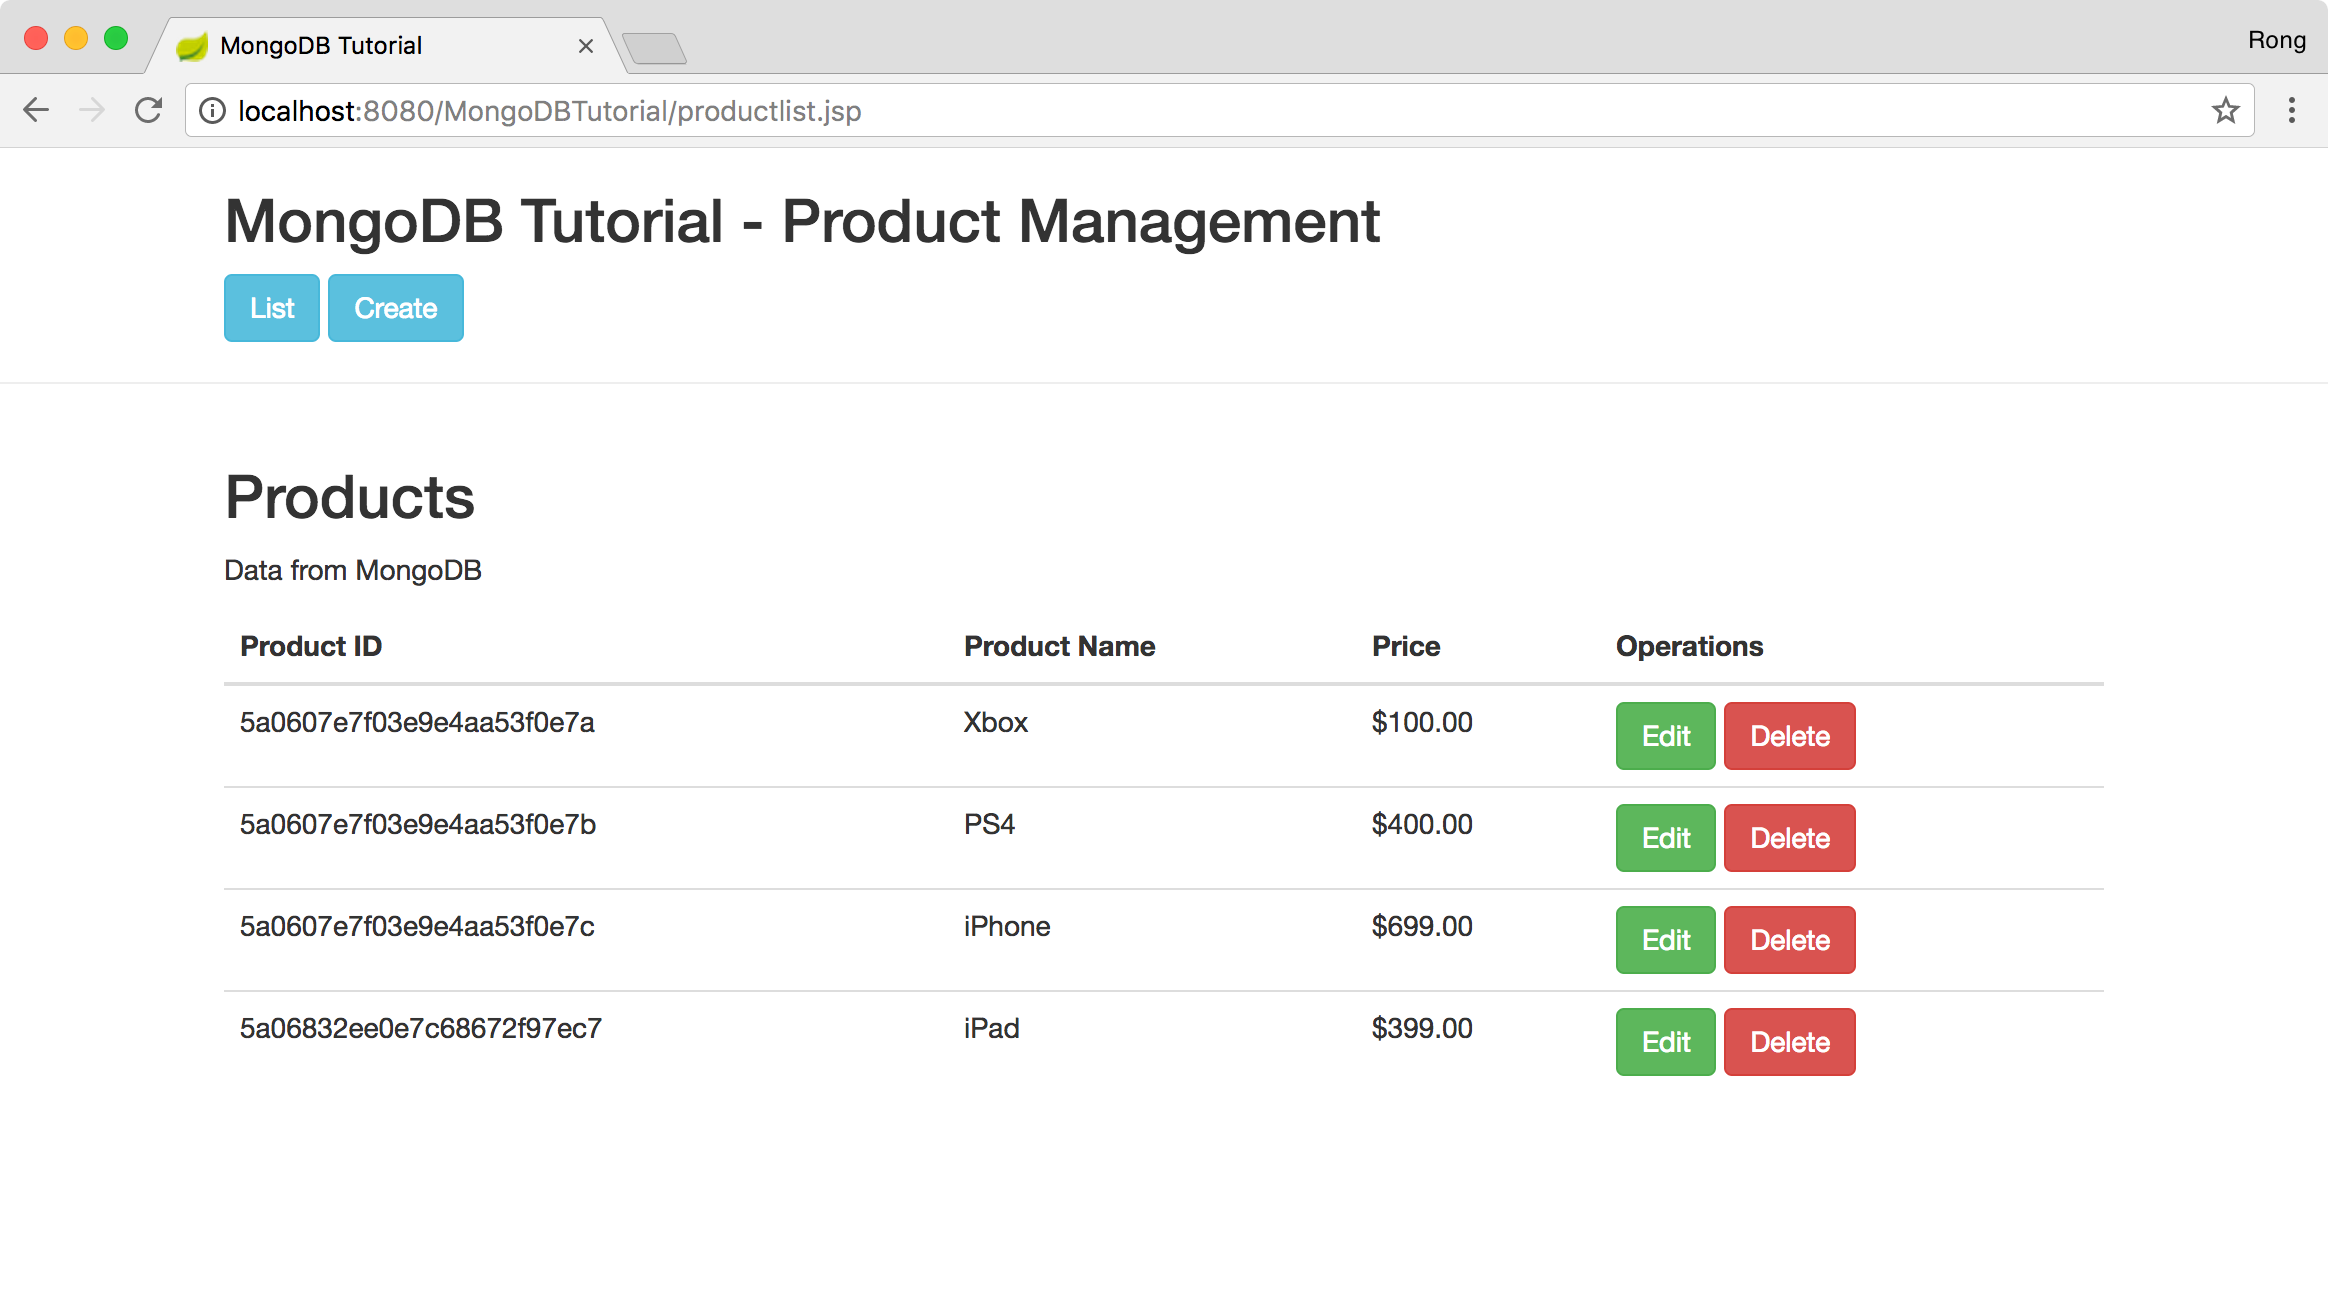 MongoDB Tutorial
Rong
localhost:8080/MongoDBTutorial/productlist.jsp
MongoDB Tutorial - Product Management
List Create
Products
Data from MongoDB
Product ID Product Name Price Operations
5a0607e7f03e9e4aa53f0e7a Xbox $100.00 Edit Delete
5a0607e7f03e9e4aa53f0e7b PS4 $400.00 Edit Delete
5a0607e7f03e9e4aa53f0e7c iPhone $699.00 Edit Delete
5a06832ee0e7c68672f97ec7 iPad $399.00 Edit Delete